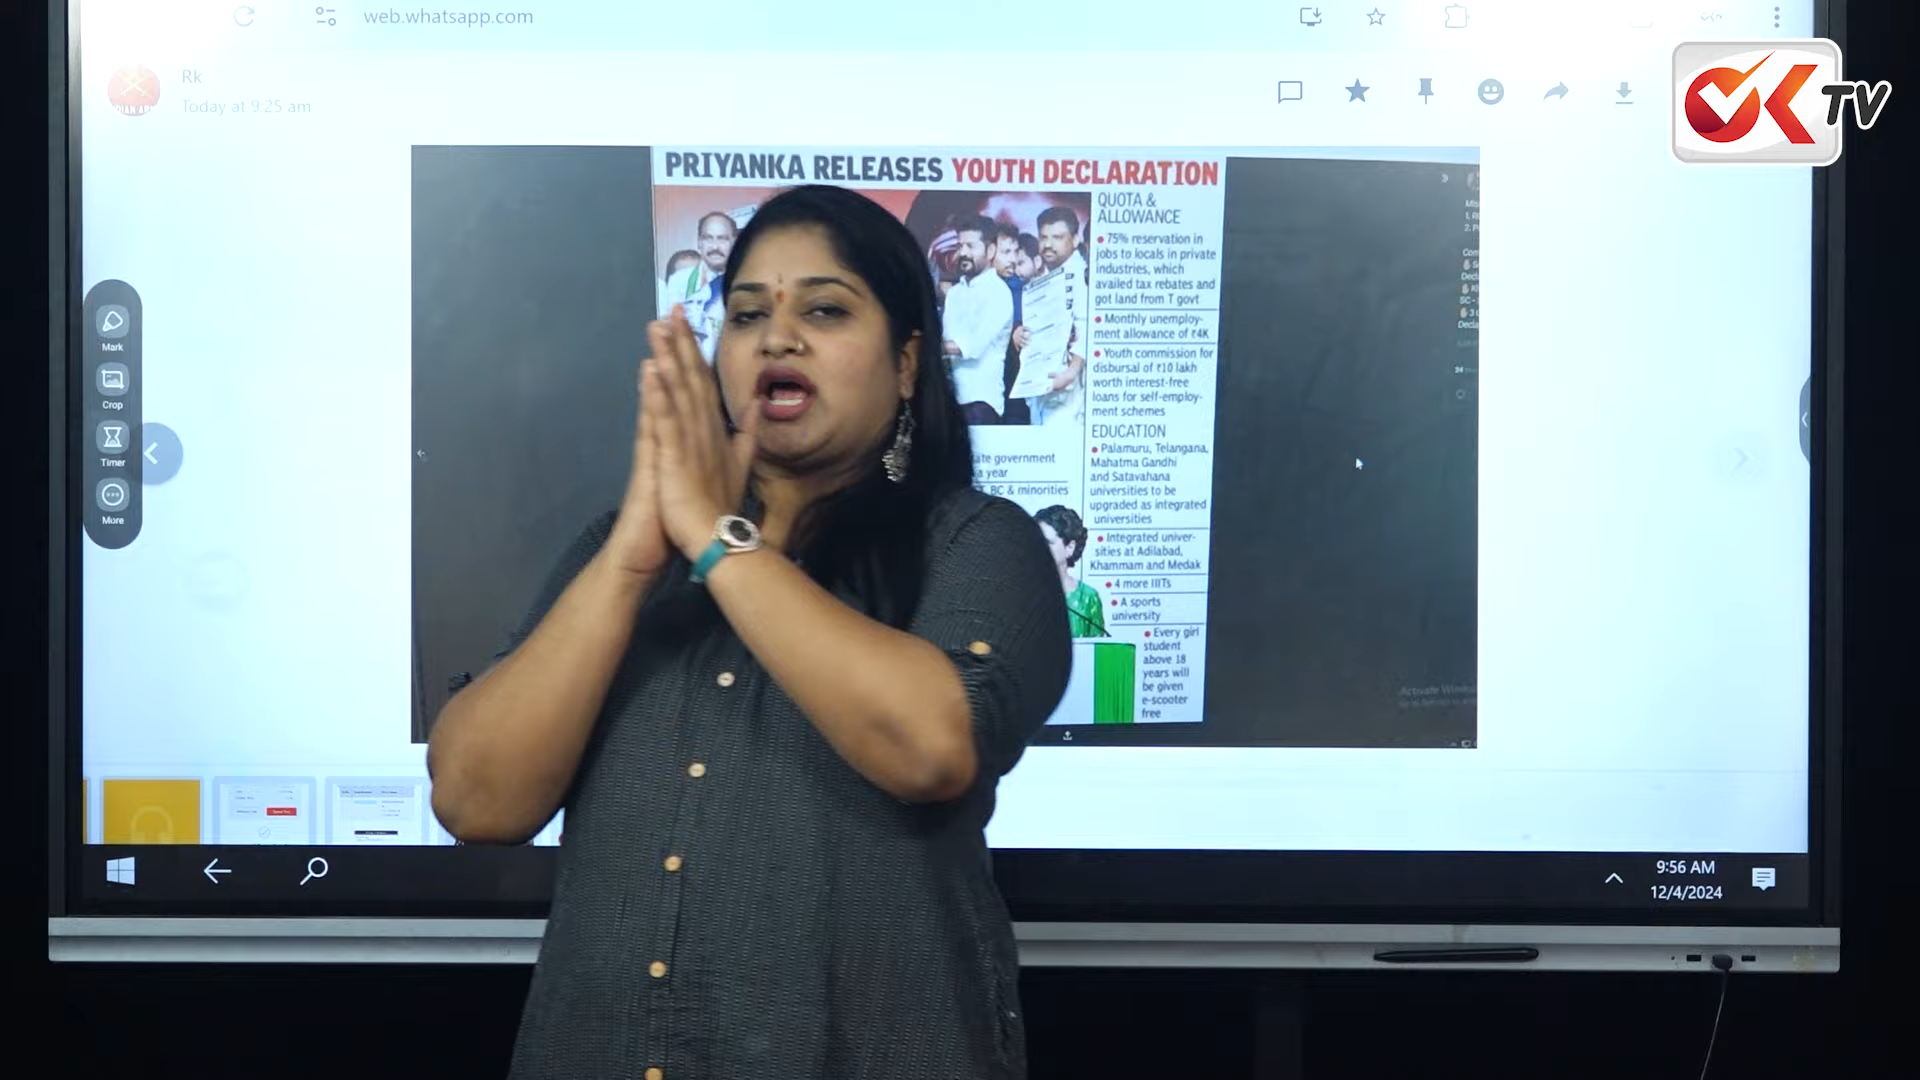 web.whatsapp.com
Rk
Today at 9:25 am
OK TV
PRIYANKA RELEASES YOUTH DECLARATION
QUOTA &
ALLOWANCE
75% reservation in
jobs to locals in private
industries, which
availed tax rebates and
got land from T govt
Monthly unemploy-
ment allowance of ₹4K
Youth commission for
disbursal of ₹10 lakh
worth interest-free
loans for self-employ-
ment schemes
EDUCATION
Palamuru, Telangana,
Mahatma Gandhi
and Satavahana
universities to be
upgraded as integrated
universities
Integrated univer-
sities at Adilabad,
Khammam and Medak
4 more IIITs
A sports
university
Every girl
student
above 18
years will
be given
e-scooter
free
government
a year
BC & minorities
Mark
Crop
Timer
More
9:56 AM
12/4/2024